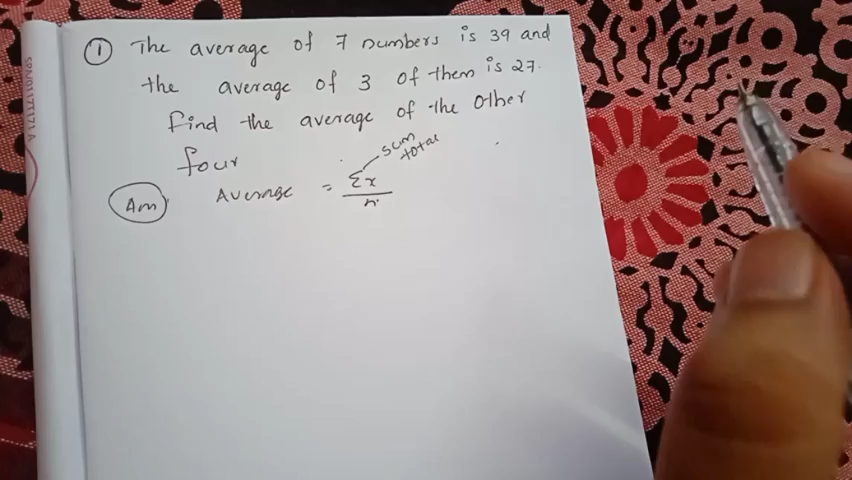 ① The average of 7 numbers is 39 and
the average of 3 of them is 27.
find the average of the other
four
sum
total
Ans Average = Σx
n